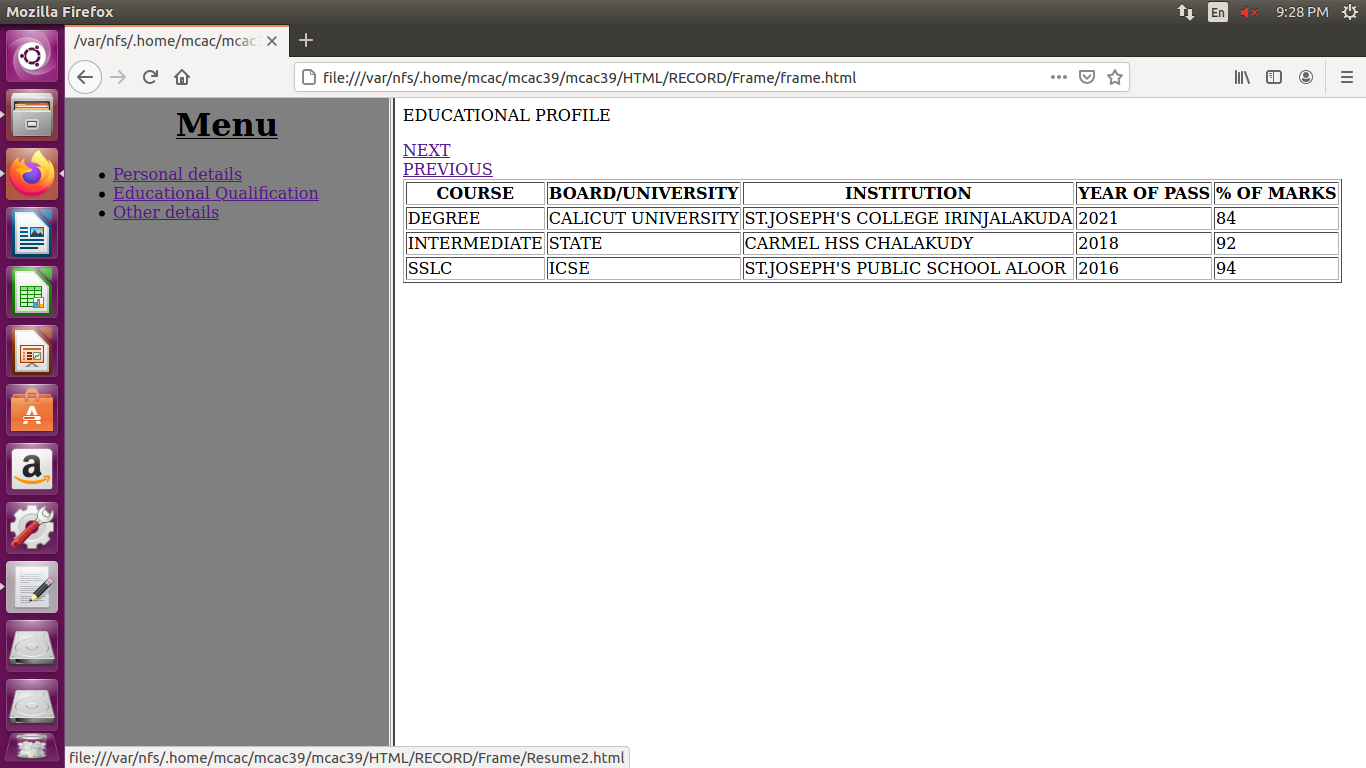 Mozilla Firefox
En
9:28 PM
/var/nfs/.home/mcac/mcac3
file:///var/nfs/.home/mcac/mcac39/mcac39/HTML/RECORD/Frame/frame.html
Menu
Personal details
Educational Qualification
Other details
EDUCATIONAL PROFILE
NEXT
PREVIOUS
COURSE BOARD/UNIVERSITY INSTITUTION YEAR OF PASS % OF MARKS
DEGREE CALICUT UNIVERSITY ST.JOSEPH'S COLLEGE IRINJALAKUDA 2021 84
INTERMEDIATE STATE CARMEL HSS CHALAKUDY 2018 92
SSLC ICSE ST.JOSEPH'S PUBLIC SCHOOL ALOOR 2016 94
file:///var/nfs/.home/mcac/mcac39/mcac39/HTML/RECORD/Frame/Resume2.html